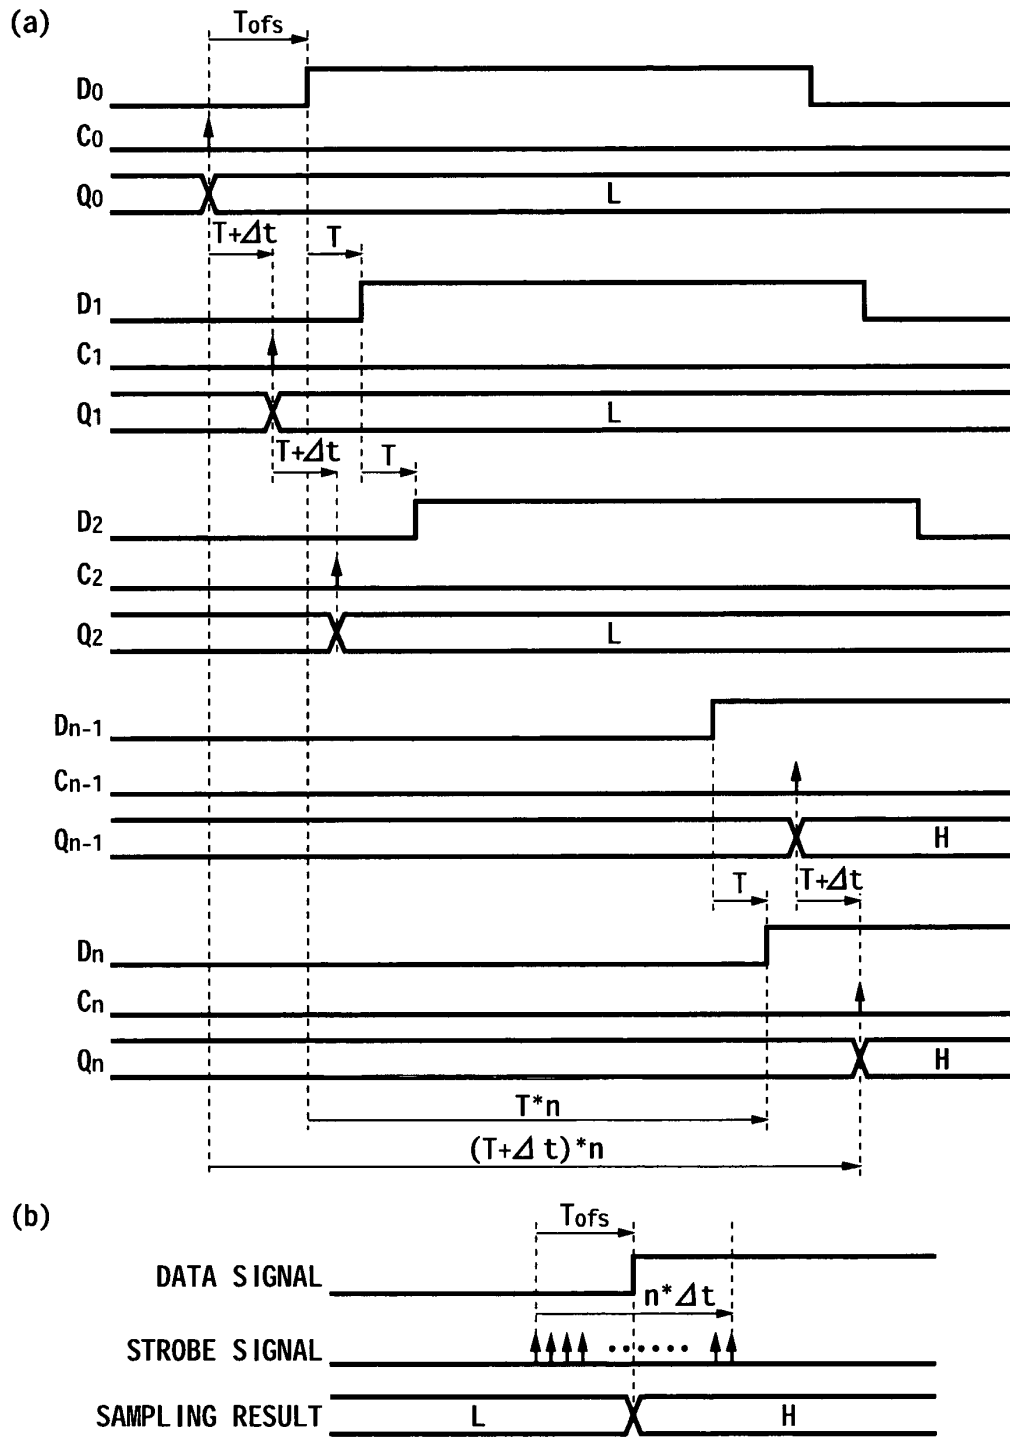 (a)
Tofs
D0
C0
Q0 L
T+Δt T
D1
C1
Q1 L
T+Δt T
D2
C2
Q2 L
Dn-1
Cn-1
Qn-1 H
T T+Δt
Dn
Cn
Qn H
T*n
(T+Δt)*n
(b)
Tofs
DATA SIGNAL
n*Δt
STROBE SIGNAL ·······
SAMPLING RESULT L H